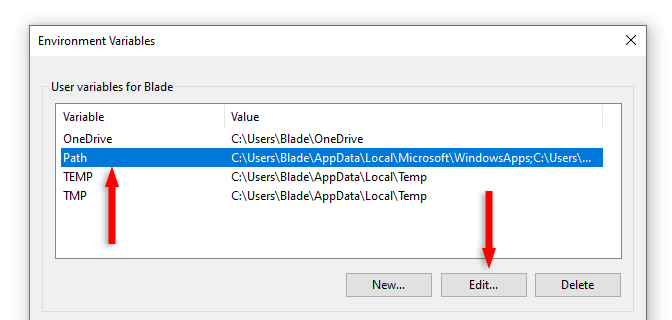 Environment Variables
User variables for Blade
Variable Value
OneDrive C:\Users\Blade\OneDrive
Path C:\Users\Blade\AppData\Local\Microsoft\WindowsApps;C:\Users\...
TEMP C:\Users\Blade\AppData\Local\Temp
TMP C:\Users\Blade\AppData\Local\Temp
New... Edit... Delete